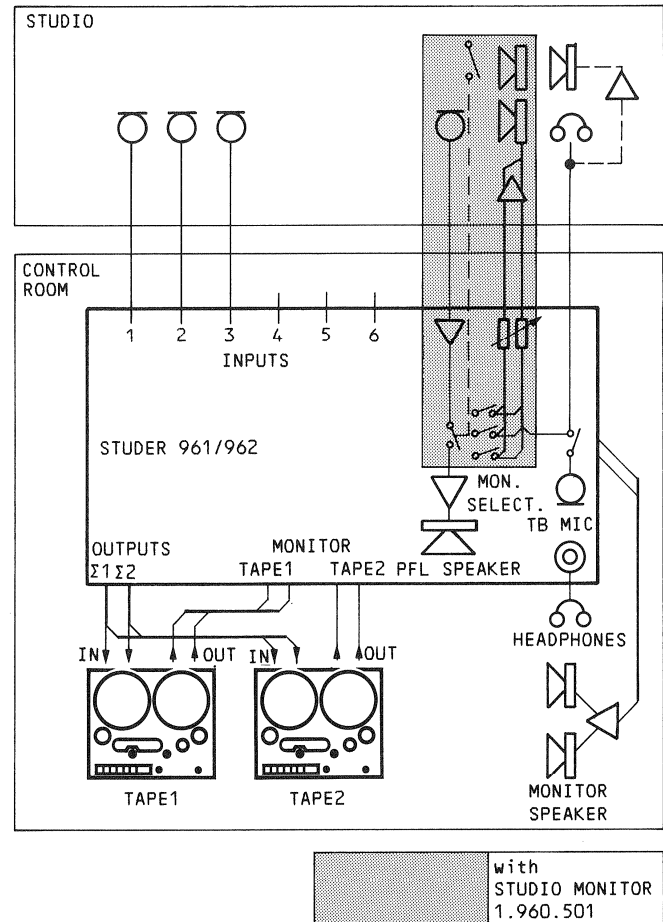 STUDIO
CONTROL
ROOM
1 2 3 4 5 6
INPUTS
STUDER 961/962
MON.
SELECT.
TB MIC
OUTPUTS
Σ1 Σ2
MONITOR
TAPE1 TAPE2
PFL SPEAKER
HEADPHONES
IN OUT IN OUT
TAPE1
TAPE2
MONITOR
SPEAKER
with
STUDIO MONITOR
1.960.501